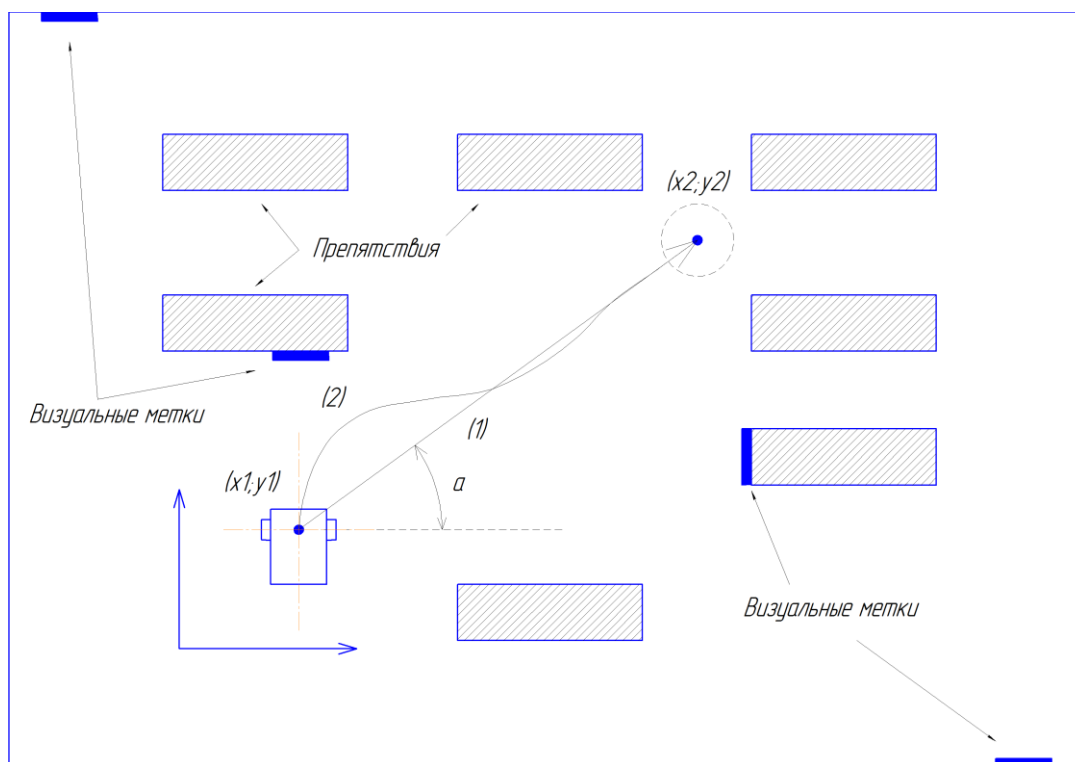 (x2;y2)
Препятствия
(2)
Визуальные метки
(1)
(x1;y1)
a
Визуальные метки